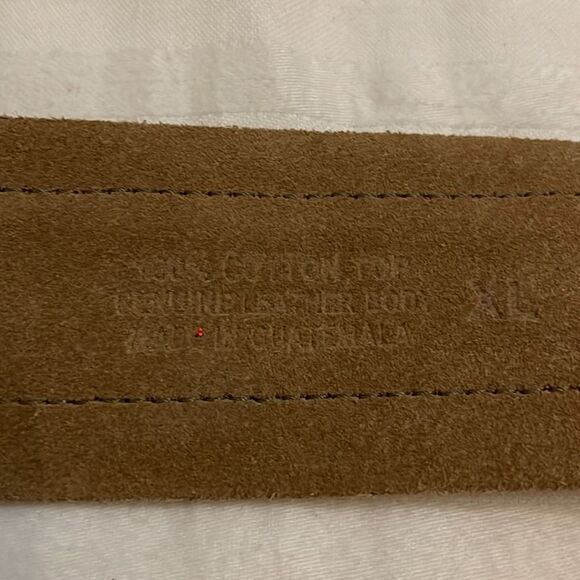 100% COTTON TOP
GENUINE LEATHER BODY XL
MADE IN GUATEMALA